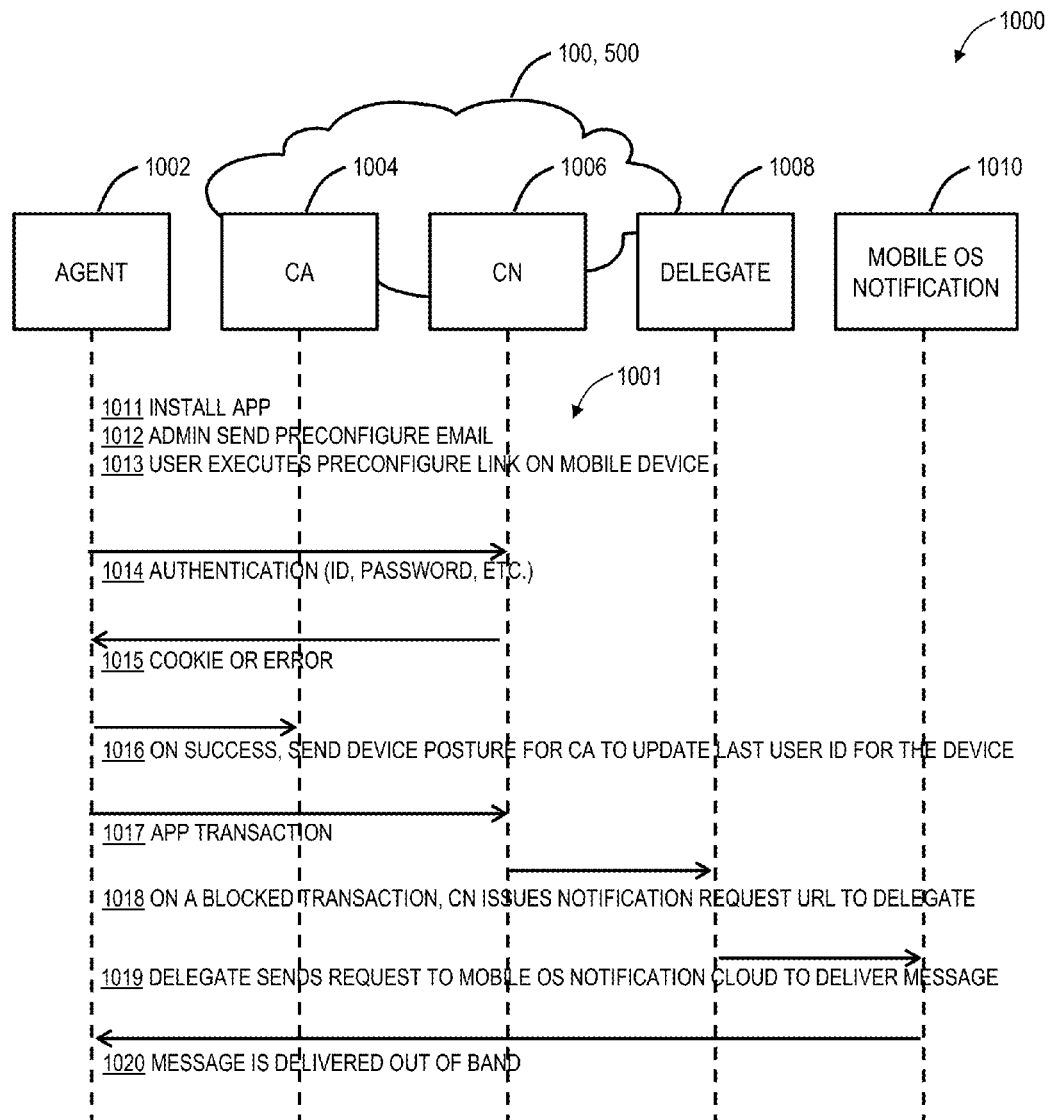 1000
100, 500
1002
1004
1006
1008
1010
AGENT
CA
CN
DELEGATE
MOBILE OS
NOTIFICATION
1001
1011 INSTALL APP
1012 ADMIN SEND PRECONFIGURE EMAIL
1013 USER EXECUTES PRECONFIGURE LINK ON MOBILE DEVICE
1014 AUTHENTICATION (ID, PASSWORD, ETC.)
1015 COOKIE OR ERROR
1016 ON SUCCESS, SEND DEVICE POSTURE FOR CA TO UPDATE LAST USER ID FOR THE DEVICE
1017 APP TRANSACTION
1018 ON A BLOCKED TRANSACTION, CN ISSUES NOTIFICATION REQUEST URL TO DELEGATE
1019 DELEGATE SENDS REQUEST TO MOBILE OS NOTIFICATION CLOUD TO DELIVER MESSAGE
1020 MESSAGE IS DELIVERED OUT OF BAND